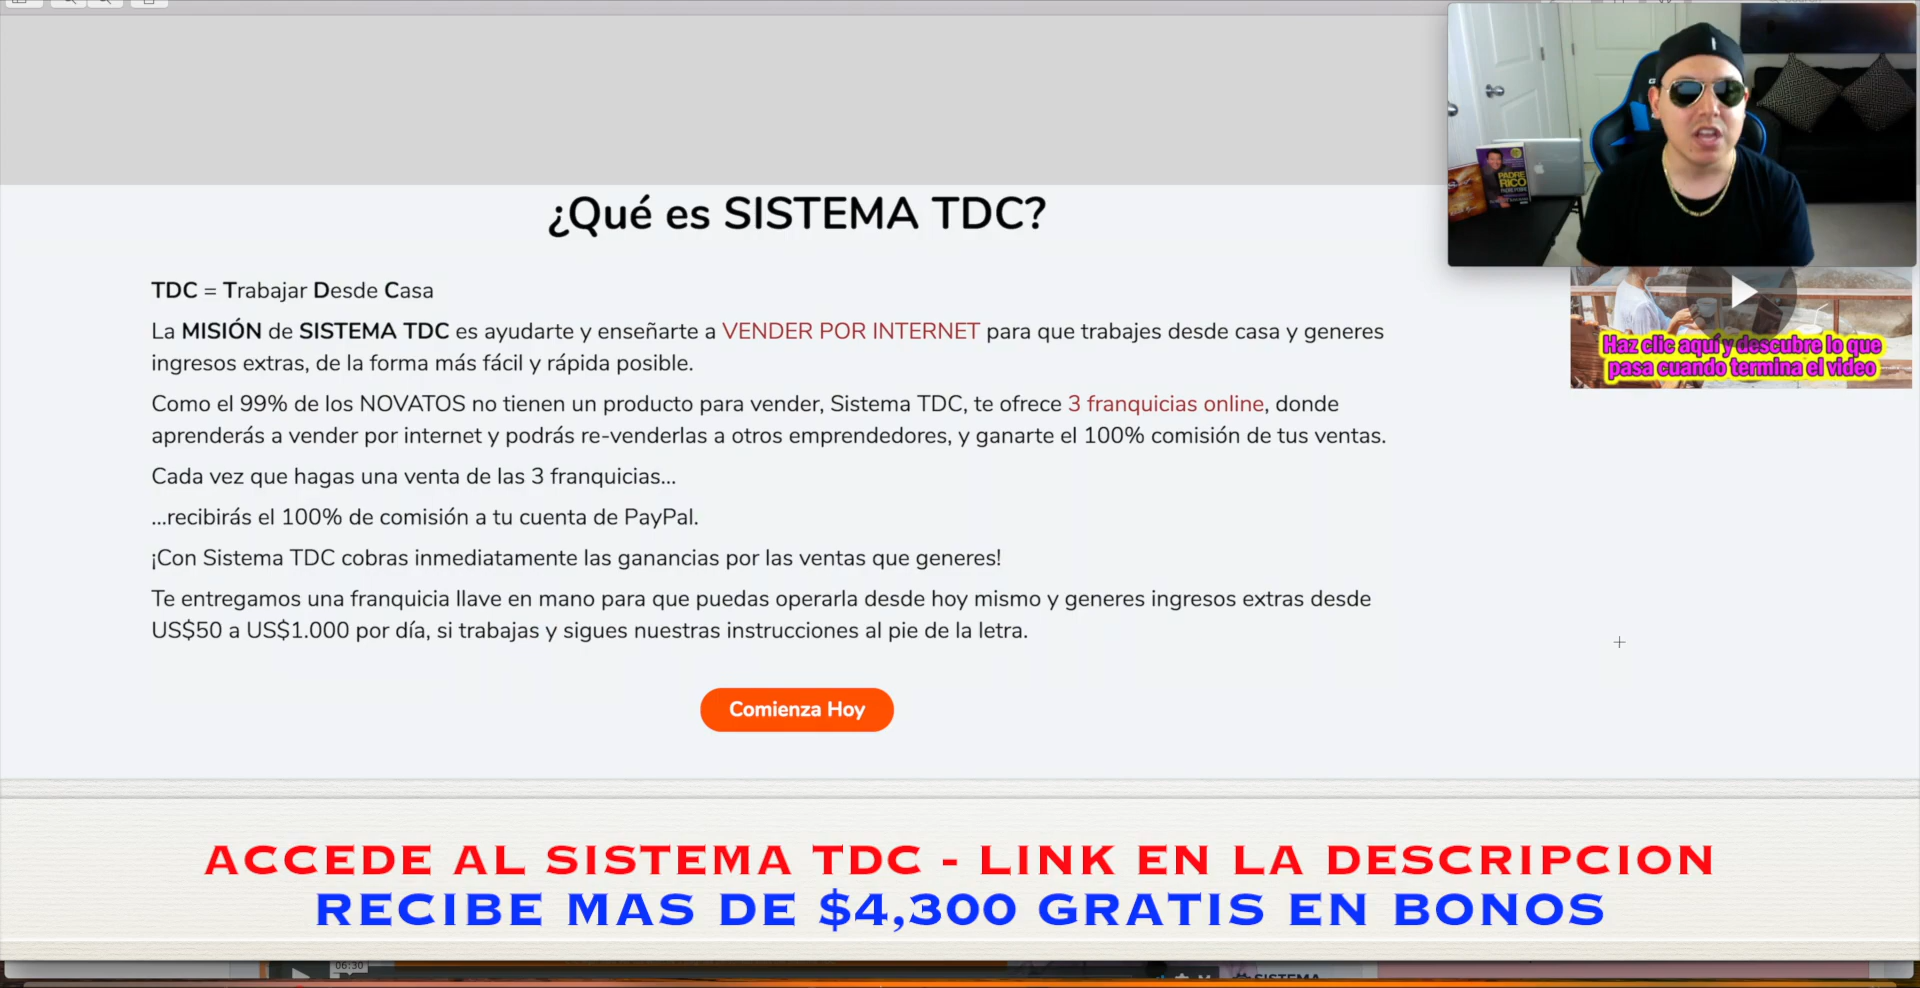 ¿Qué es SISTEMA TDC?
TDC = Trabajar Desde Casa
La MISIÓN de SISTEMA TDC es ayudarte y enseñarte a VENDER POR INTERNET para que trabajes desde casa y generes
ingresos extras, de la forma más fácil y rápida posible.
Como el 99% de los NOVATOS no tienen un producto para vender, Sistema TDC, te ofrece 3 franquicias online, donde
aprenderás a vender por internet y podrás re-venderlas a otros emprendedores, y ganarte el 100% comisión de tus ventas.
Cada vez que hagas una venta de las 3 franquicias...
...recibirás el 100% de comisión a tu cuenta de PayPal.
¡Con Sistema TDC cobras inmediatamente las ganancias por las ventas que generes!
Te entregamos una franquicia llave en mano para que puedas operarla desde hoy mismo y generes ingresos extras desde
US$50 a US$1.000 por día, si trabajas y sigues nuestras instrucciones al pie de la letra.
Comienza Hoy
PADRE
RICO
Haz clic aquí y descubre lo que
pasa cuando termina el video
ACCEDE AL SISTEMA TDC - LINK EN LA DESCRIPCION
RECIBE MAS DE $4,300 GRATIS EN BONOS
06:30
SISTEMA